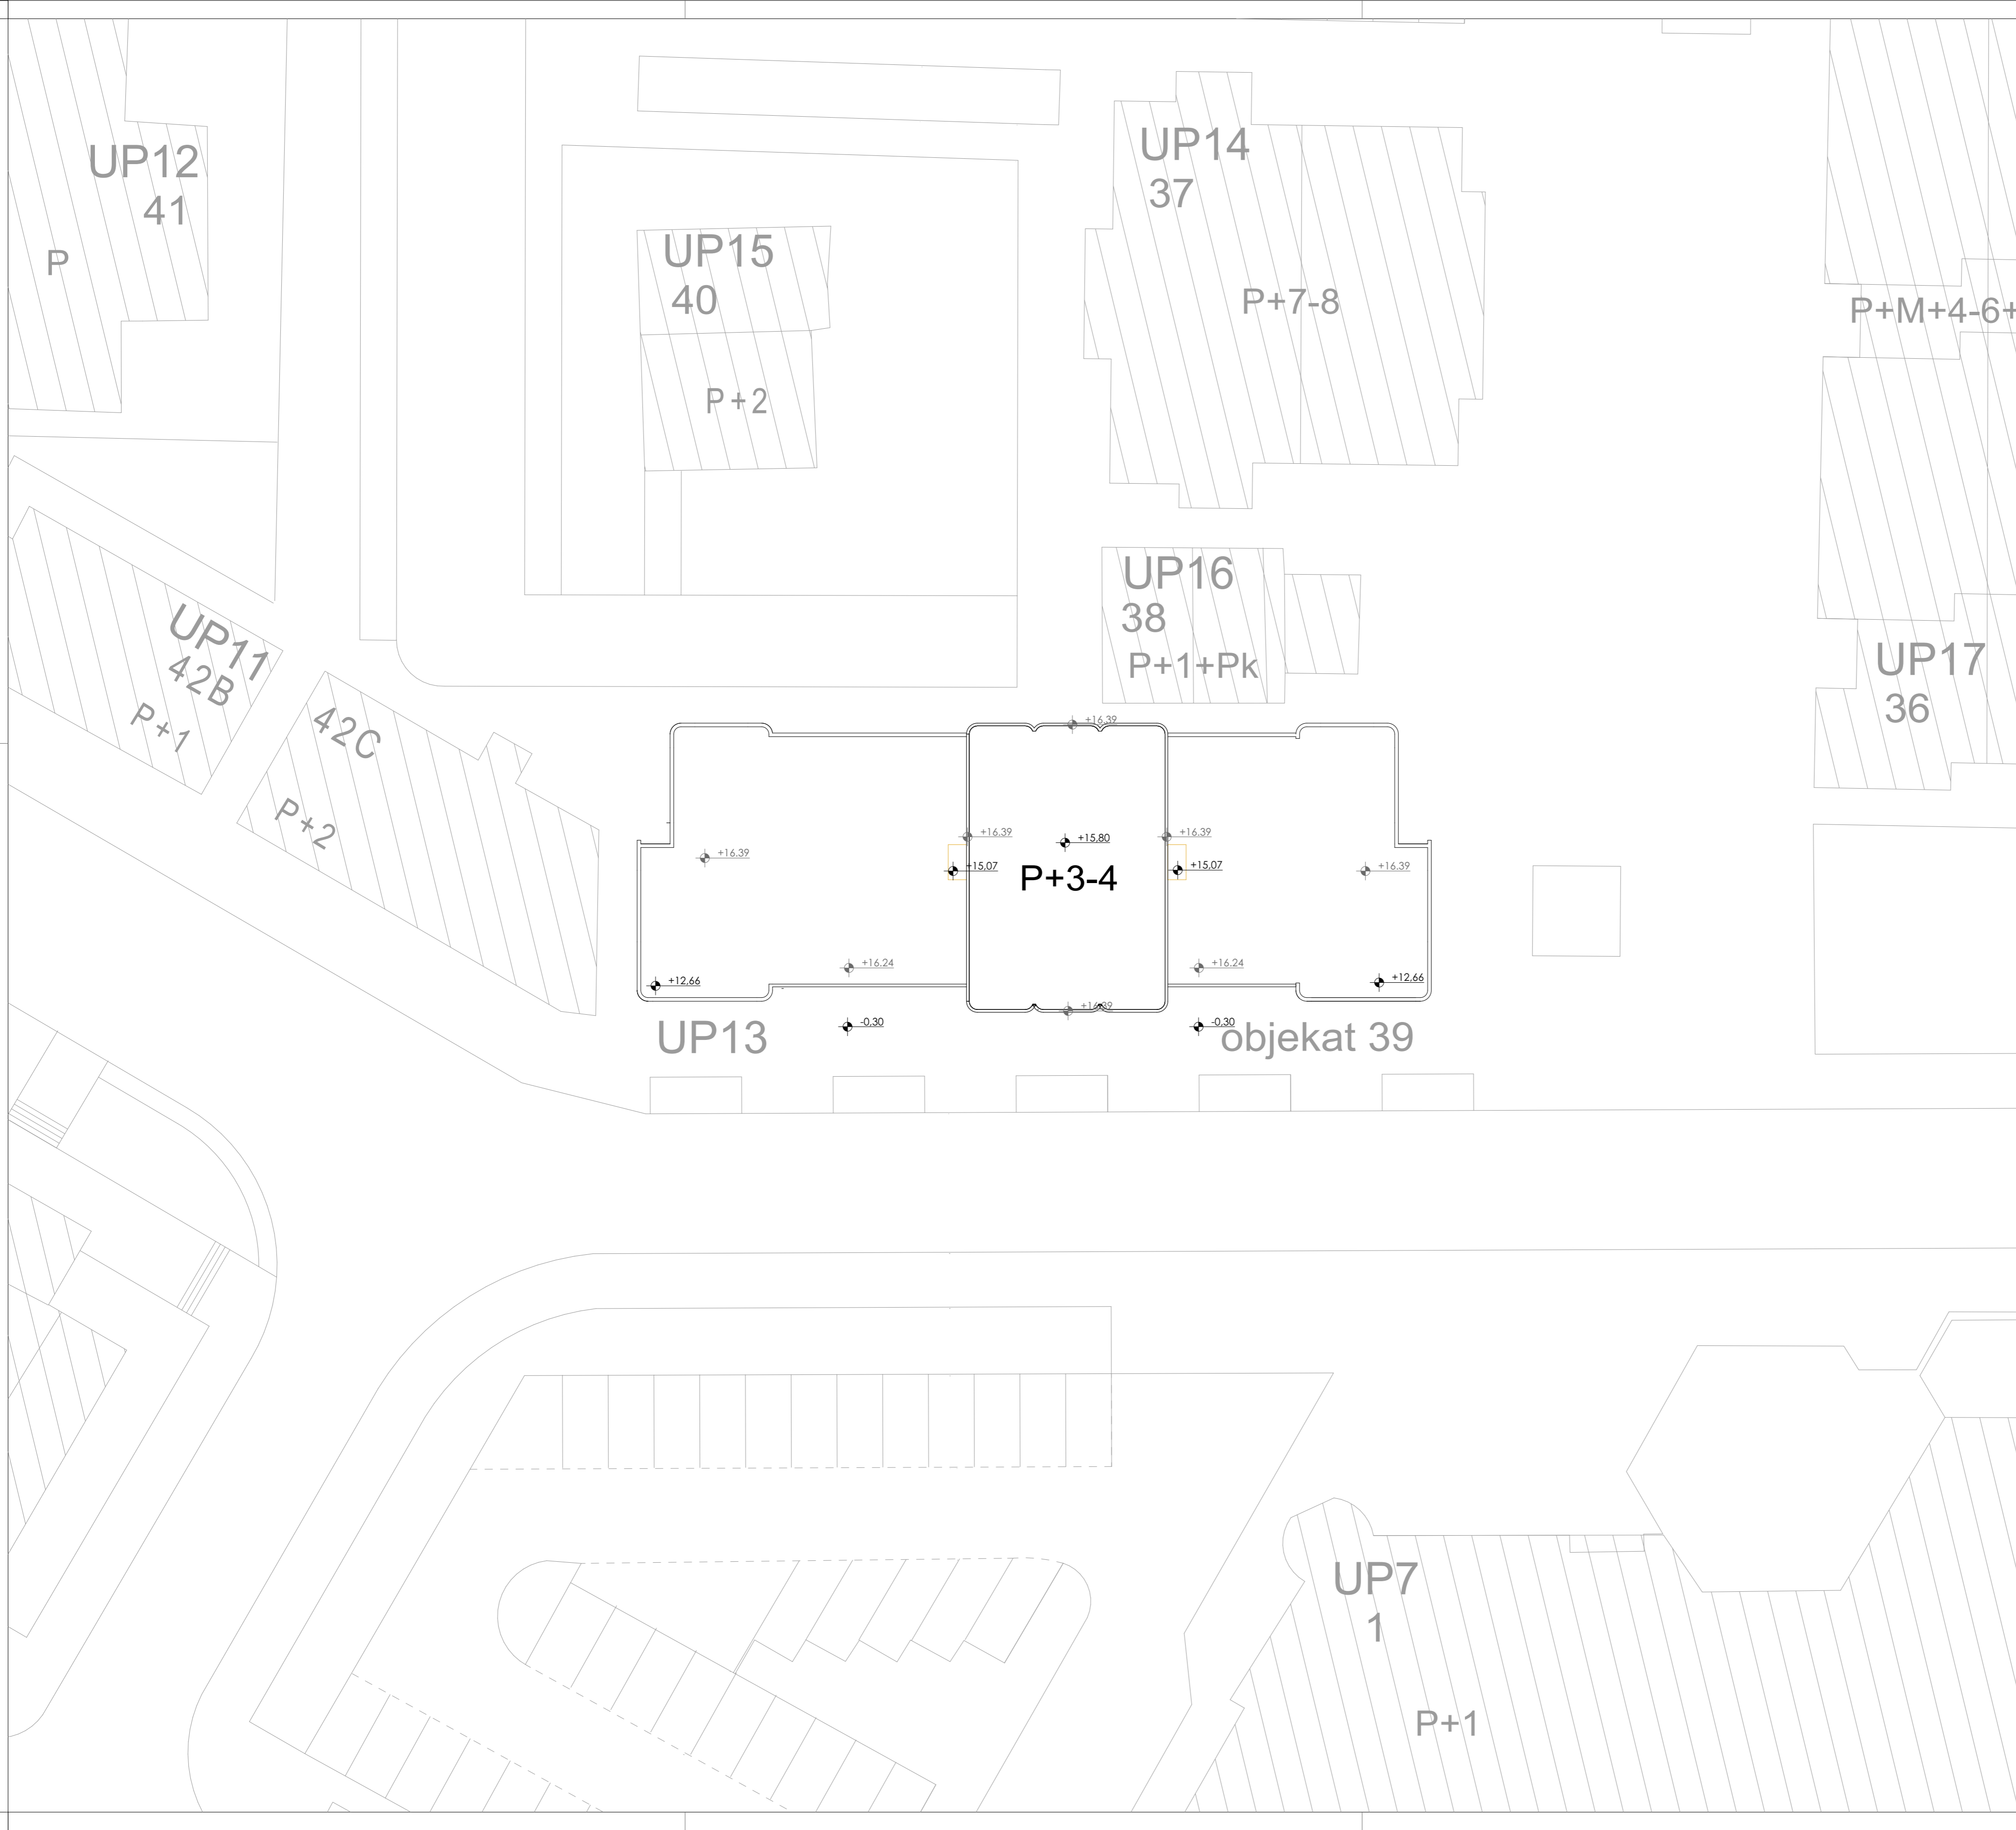 UP12
41
P
UP15
40
P+2
UP14
37
P+7-8
P+M+4-6+
UP16
38
P+1+Pk
UP17
36
UP11
42B
P+1
42C
P+2
+16.39
+16.39
+15,80
+16.39
+16.39
+15,07
+15,07
+16.39
P+3-4
+16.24
+16.24
+12,66
+12,66
+16.39
-0,30
-0,30
UP13
objekat 39
UP7
1
P+1